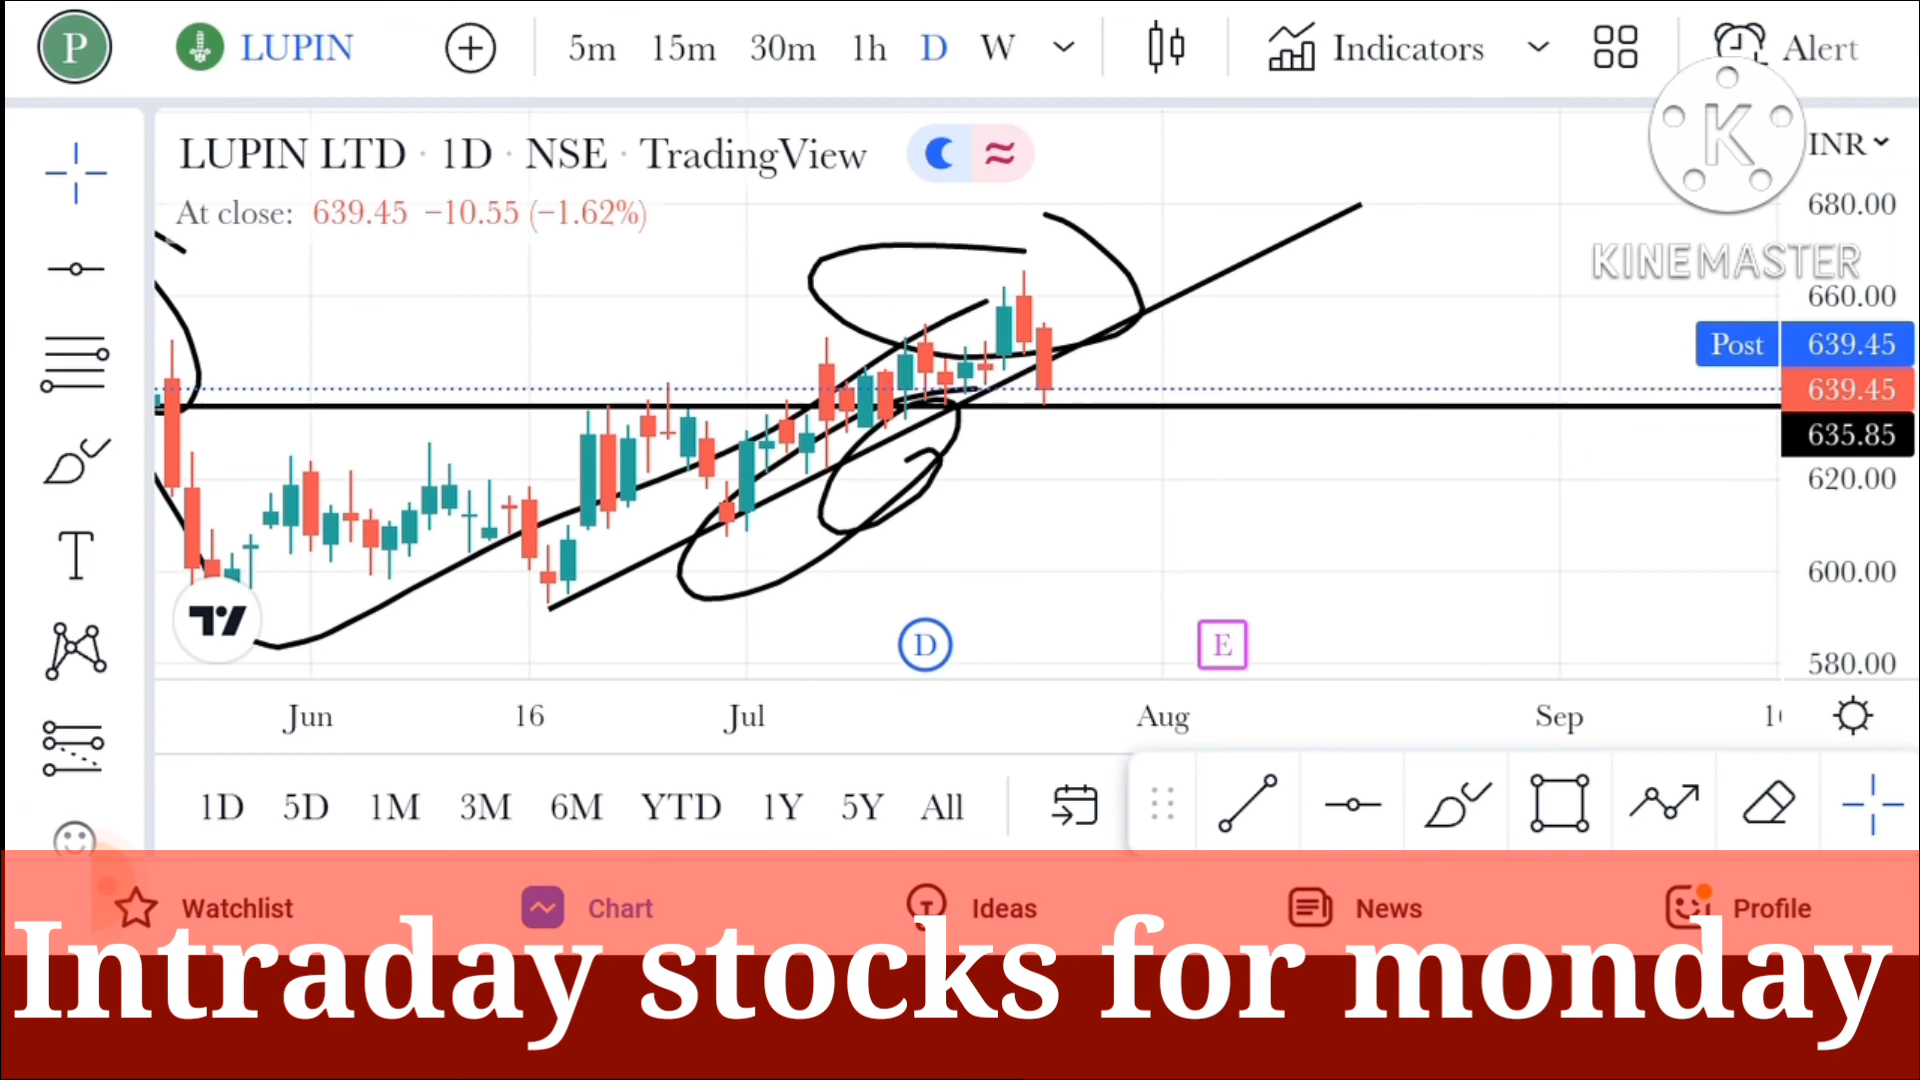 P LUPIN 5m 15m 30m 1h D W Indicators Alert
LUPIN LTD · 1D · NSE · TradingView
At close: 639.45 −10.55 (−1.62%)
K
KINEMASTER
INR
680.00
660.00
Post 639.45
639.45
635.85
620.00
600.00
580.00
D E
Jun 16 Jul Aug Sep
1D 5D 1M 3M 6M YTD 1Y 5Y All
Watchlist Chart Ideas News Profile
Intraday stocks for monday